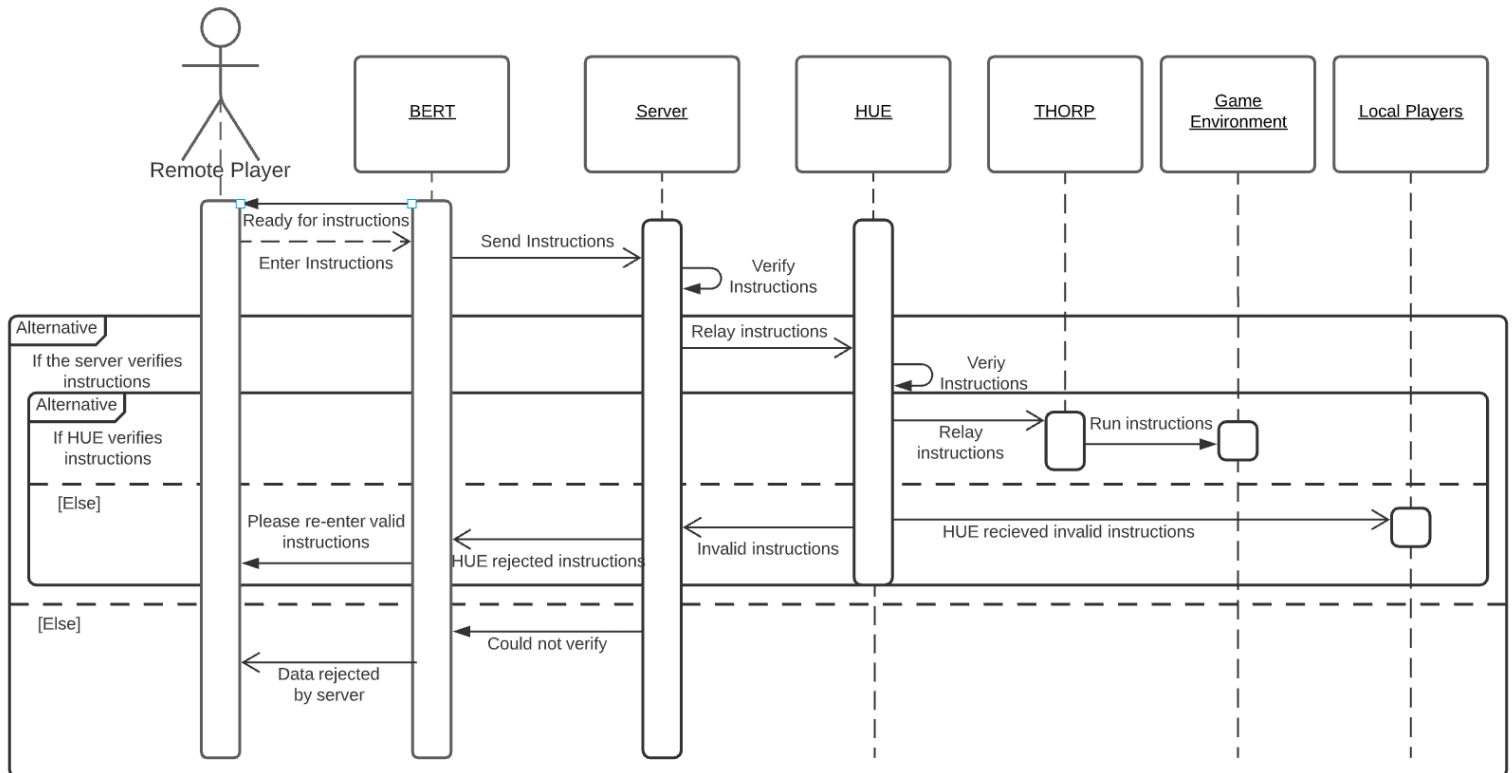 Remote Player
BERT
Server
HUE
THORP
Game
Environment
Local Players
Ready for instructions
Enter Instructions
Send Instructions
Verify
Instructions
Alternative
If the server verifies
instructions
Relay instructions
Veriy
Instructions
Alternative
If HUE verifies
instructions
Relay
instructions
Run instructions
[Else]
Please re-enter valid
instructions
HUE rejected instructions
Invalid instructions
HUE recieved invalid instructions
[Else]
Could not verify
Data rejected
by server